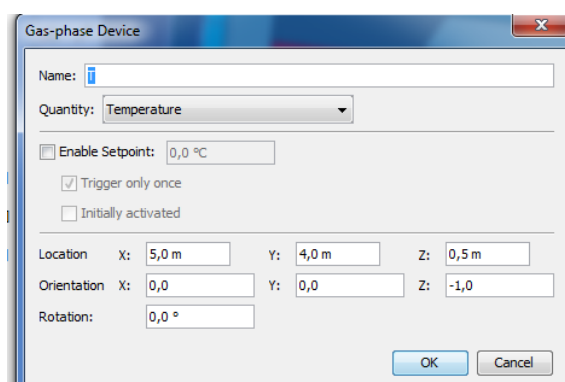 Gas-phase Device
Name: T
Quantity: Temperature
Enable Setpoint: 0,0 °C
Trigger only once
Initially activated
Location X: 5,0 m Y: 4,0 m Z: 0,5 m
Orientation X: 0,0 Y: 0,0 Z: -1,0
Rotation: 0,0 °
OK Cancel